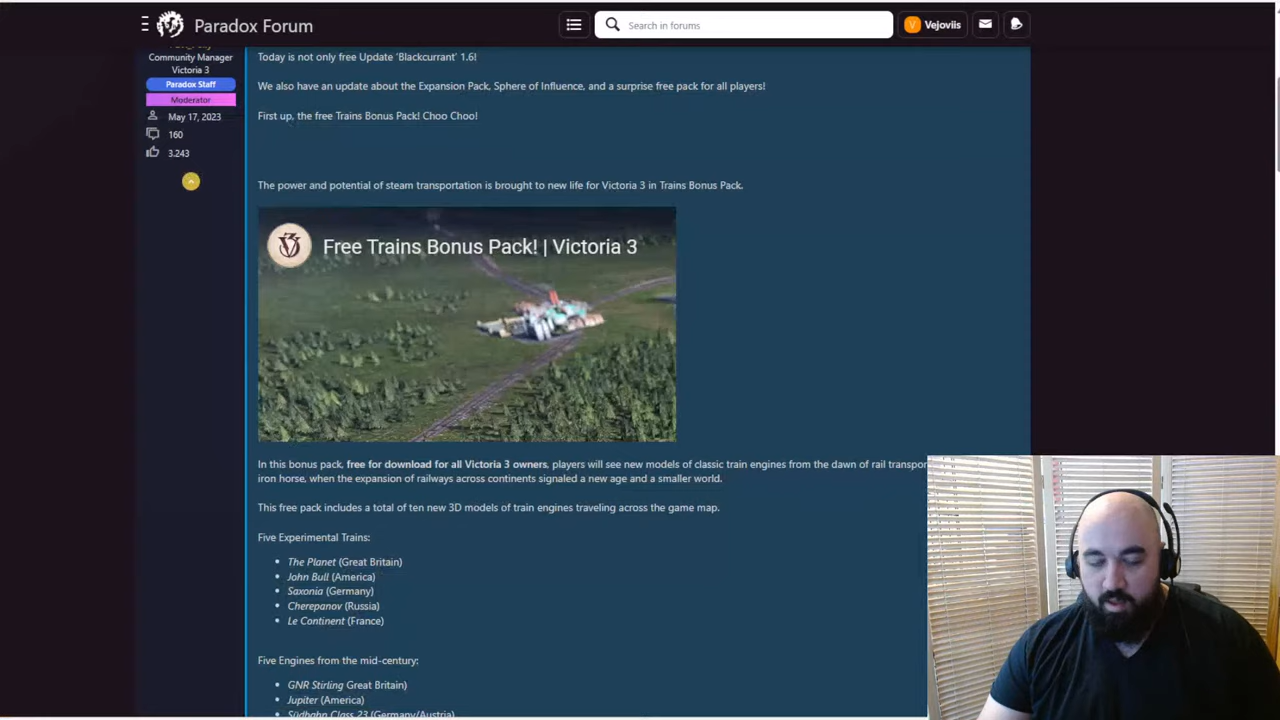 Paradox Forum
Search in forums
V Vejoviis
Community Manager
Victoria 3
Paradox Staff
Moderator
May 17, 2023
160
3.243
Today is not only free Update 'Blackcurrant' 1.6!
We also have an update about the Expansion Pack, Sphere of Influence, and a surprise free pack for all players!
First up, the free Trains Bonus Pack! Choo Choo!
The power and potential of steam transportation is brought to new life for Victoria 3 in Trains Bonus Pack.
Free Trains Bonus Pack! | Victoria 3
In this bonus pack, free for download for all Victoria 3 owners, players will see new models of classic train engines from the dawn of rail transpor
iron horse, when the expansion of railways across continents signaled a new age and a smaller world.
This free pack includes a total of ten new 3D models of train engines traveling across the game map.
Five Experimental Trains:
• The Planet (Great Britain)
• John Bull (America)
• Saxonia (Germany)
• Cherepanov (Russia)
• Le Continent (France)
Five Engines from the mid-century:
• GNR Stirling Great Britain)
• Jupiter (America)
• Südbahn Class 23 (Germany/Austria)